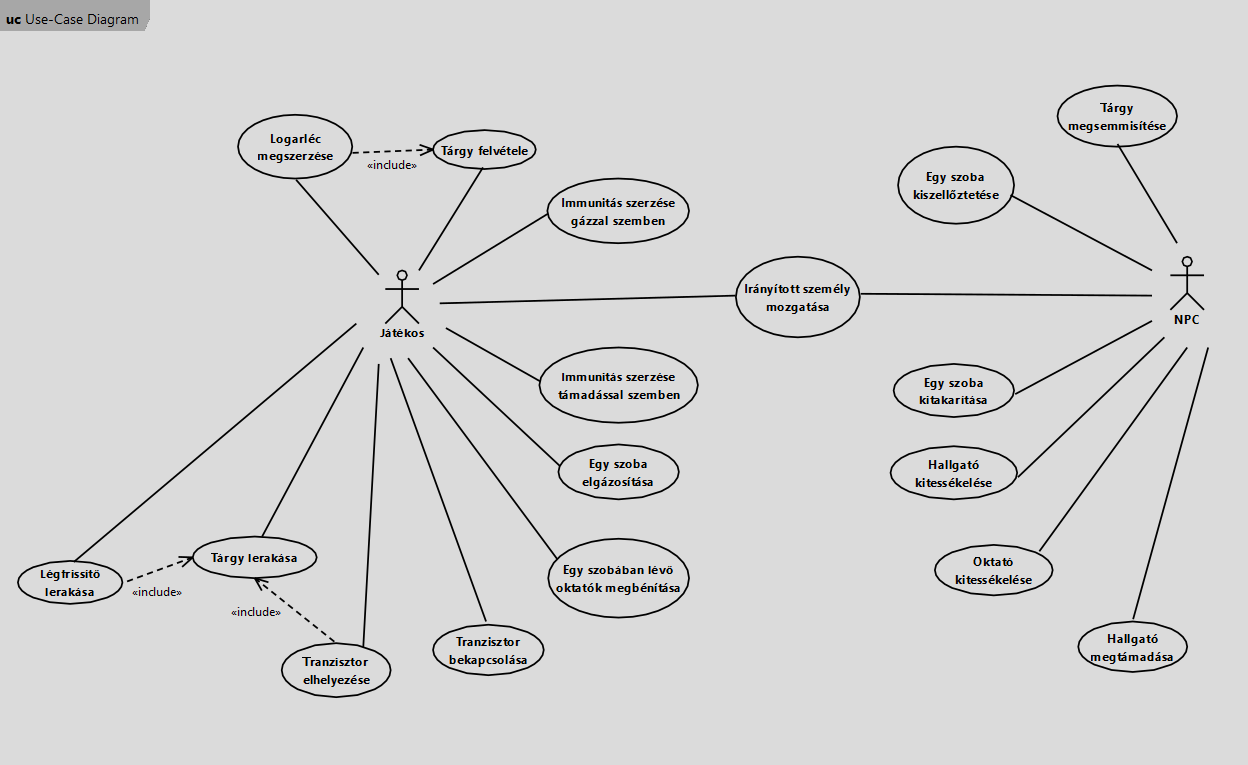 uc Use-Case Diagram
Tárgy
megsemmisítése
Logarléc
megszerzése
«include»
Tárgy felvétele
Egy szoba
kiszellőztetése
Immunitás szerzése
gázzal szemben
Irányított személy
mozgatása
Játékos
NPC
Immunitás szerzése
támadással szemben
Egy szoba
kitakarítása
Egy szoba
elgázosítása
Hallgató
kitessékelése
Tárgy lerakása
Légfrissítő
lerakása
«include»
«include»
Egy szobában lévő
oktatók megbénítása
Oktató
kitessékelése
Tranzisztor
elhelyezése
Tranzisztor
bekapcsolása
Hallgató
megtámadása